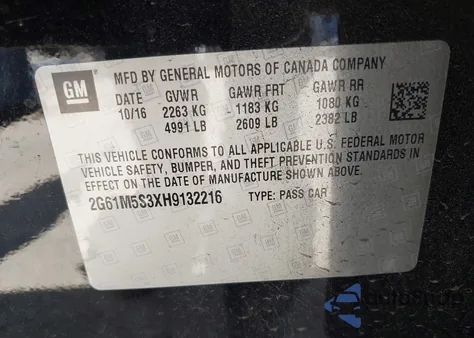 GM
MFD BY GENERAL MOTORS OF CANADA COMPANY
DATE GVWR GAWR FRT GAWR RR
10/16 2263 KG 1183 KG 1080 KG
4991 LB 2609 LB 2382 LB
THIS VEHICLE CONFORMS TO ALL APPLICABLE U.S. FEDERAL MOTOR
VEHICLE SAFETY, BUMPER, AND THEFT PREVENTION STANDARDS IN
EFFECT ON THE DATE OF MANUFACTURE SHOWN ABOVE.
2G61M5S3XH9132216 TYPE: PASS CAR